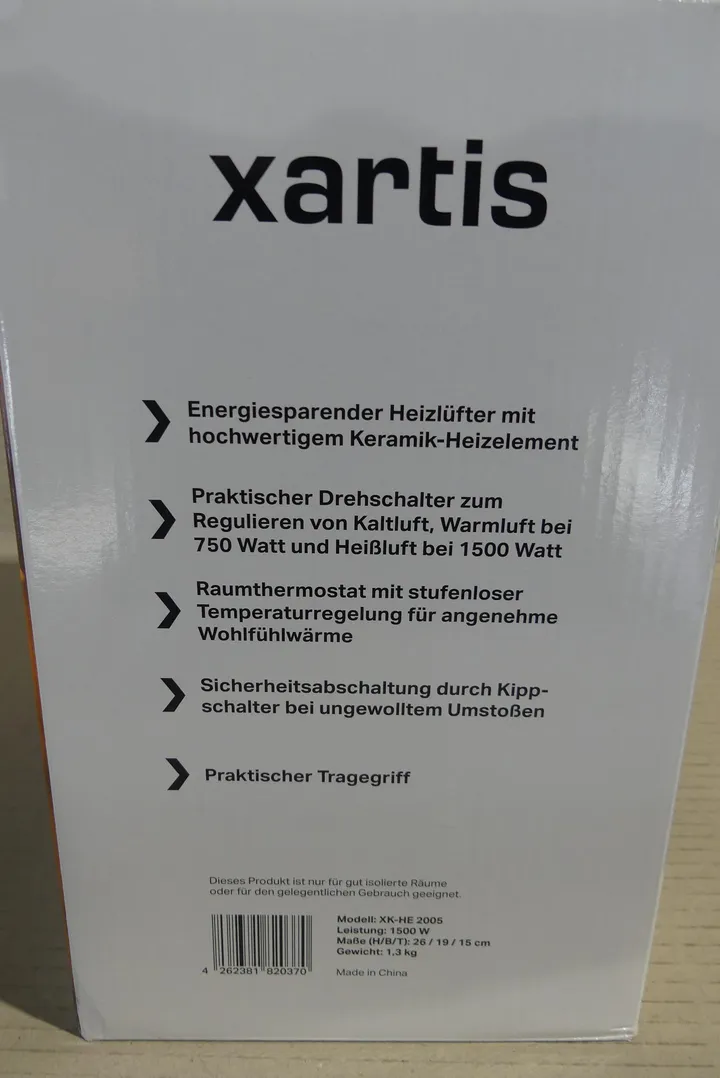 xartis
Energiesparender Heizlüfter mit
hochwertigem Keramik-Heizelement
Praktischer Drehschalter zum
Regulieren von Kaltluft, Warmluft bei
750 Watt und Heißluft bei 1500 Watt
Raumthermostat mit stufenloser
Temperaturregelung für angenehme
Wohlfühlwärme
Sicherheitsabschaltung durch Kipp-
schalter bei ungewolltem Umstoßen
Praktischer Tragegriff
Dieses Produkt ist nur für gut isolierte Räume
oder für den gelegentlichen Gebrauch geeignet.
4 262381 820370
Modell: XK-HE 2005
Leistung: 1500 W
Maße (H/B/T): 26 / 19 / 15 cm
Gewicht: 1,3 kg
Made in China